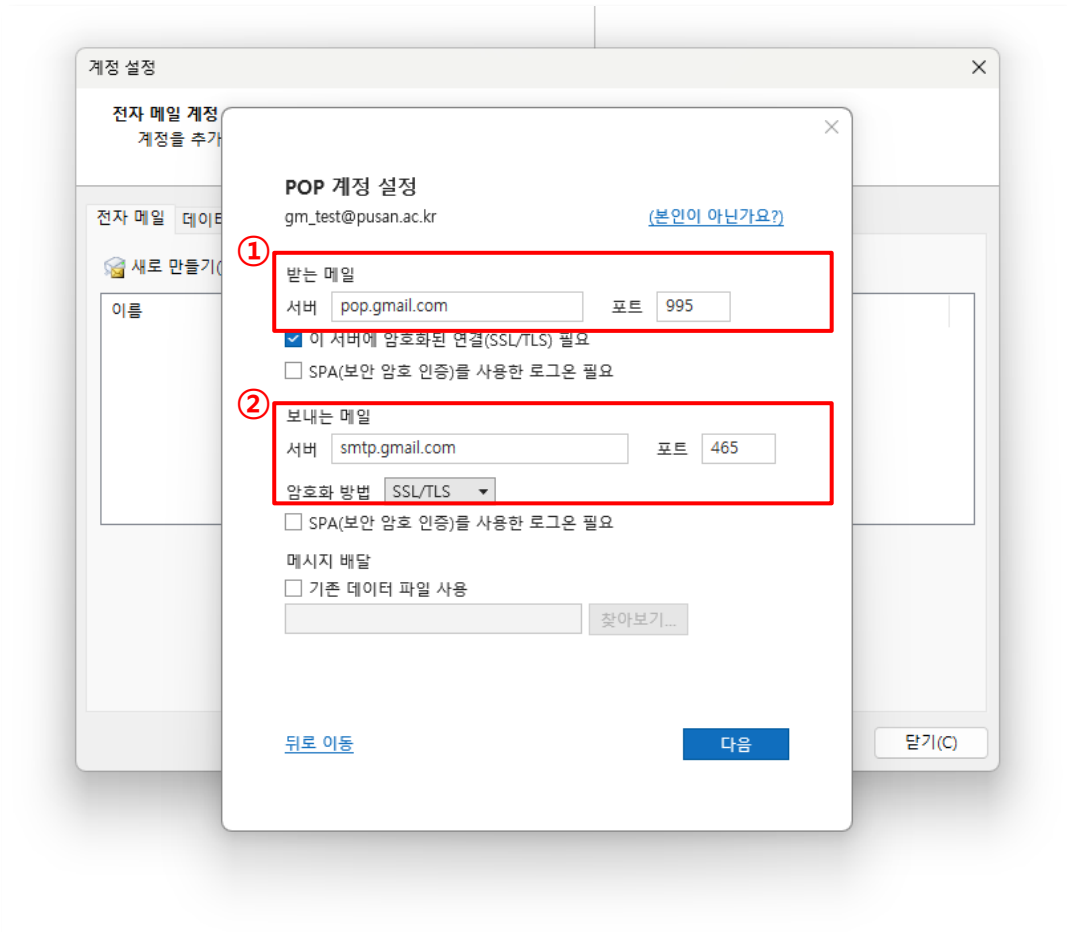 계정 설정
전자 메일 계정
계정을 추가
POP 계정 설정
gm_test@pusan.ac.kr (본인이 아닌가요?)
전자 메일 데이터
①
새로 만들기(
받는 메일
이름
서버 pop.gmail.com 포트 995
이 서버에 암호화된 연결(SSL/TLS) 필요
SPA(보안 암호 인증)를 사용한 로그온 필요
②
보내는 메일
서버 smtp.gmail.com 포트 465
암호화 방법 SSL/TLS
SPA(보안 암호 인증)를 사용한 로그온 필요
메시지 배달
기존 데이터 파일 사용
찾아보기...
뒤로 이동 다음
닫기(C)